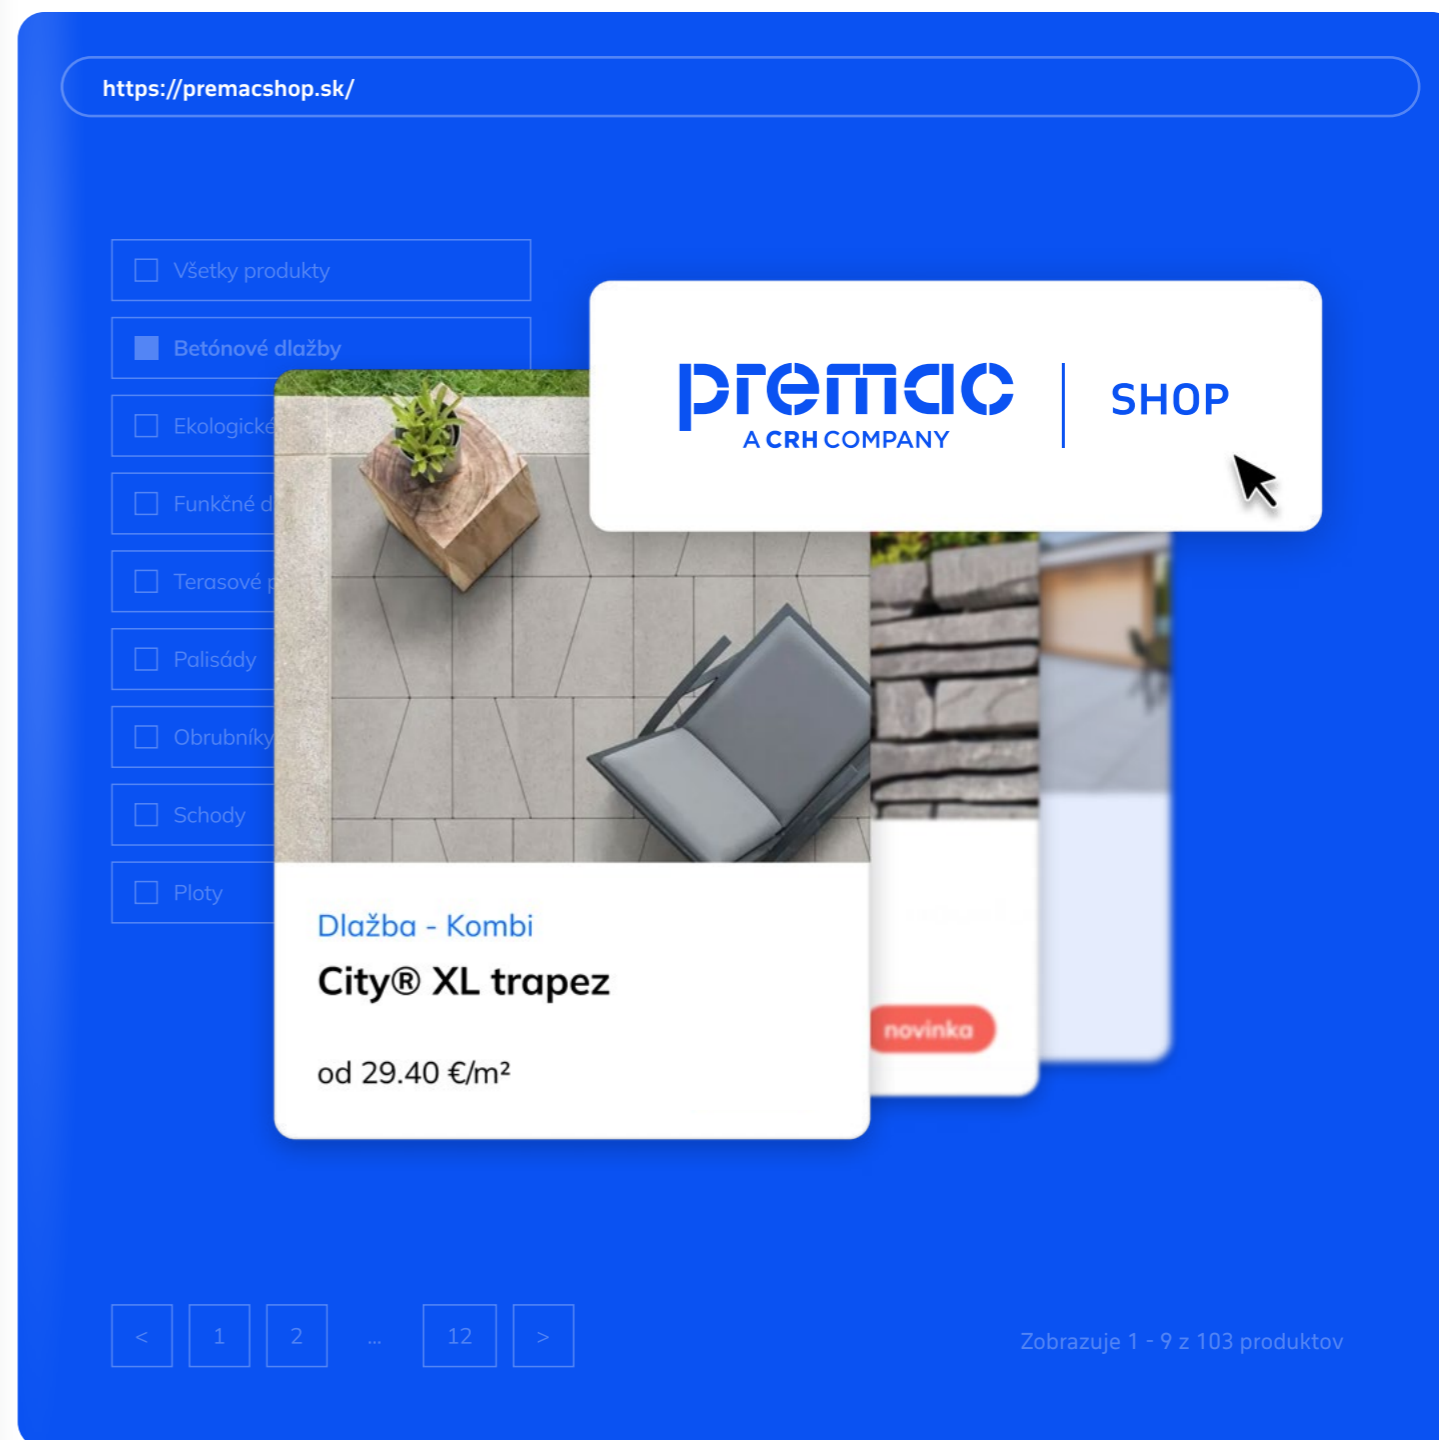 https://premacshop.sk/
Všetky produkty
Betónové dlažby
Ekologické
Funkčné d
Terasové
Palisády
Obrubníky
Schody
Ploty
premac
A CRH COMPANY
SHOP
Dlažba - Kombi
City® XL trapez
od 29.40 €/m²
novinka
< 1 2 ... 12 >
Zobrazuje 1 - 9 z 103 produktov